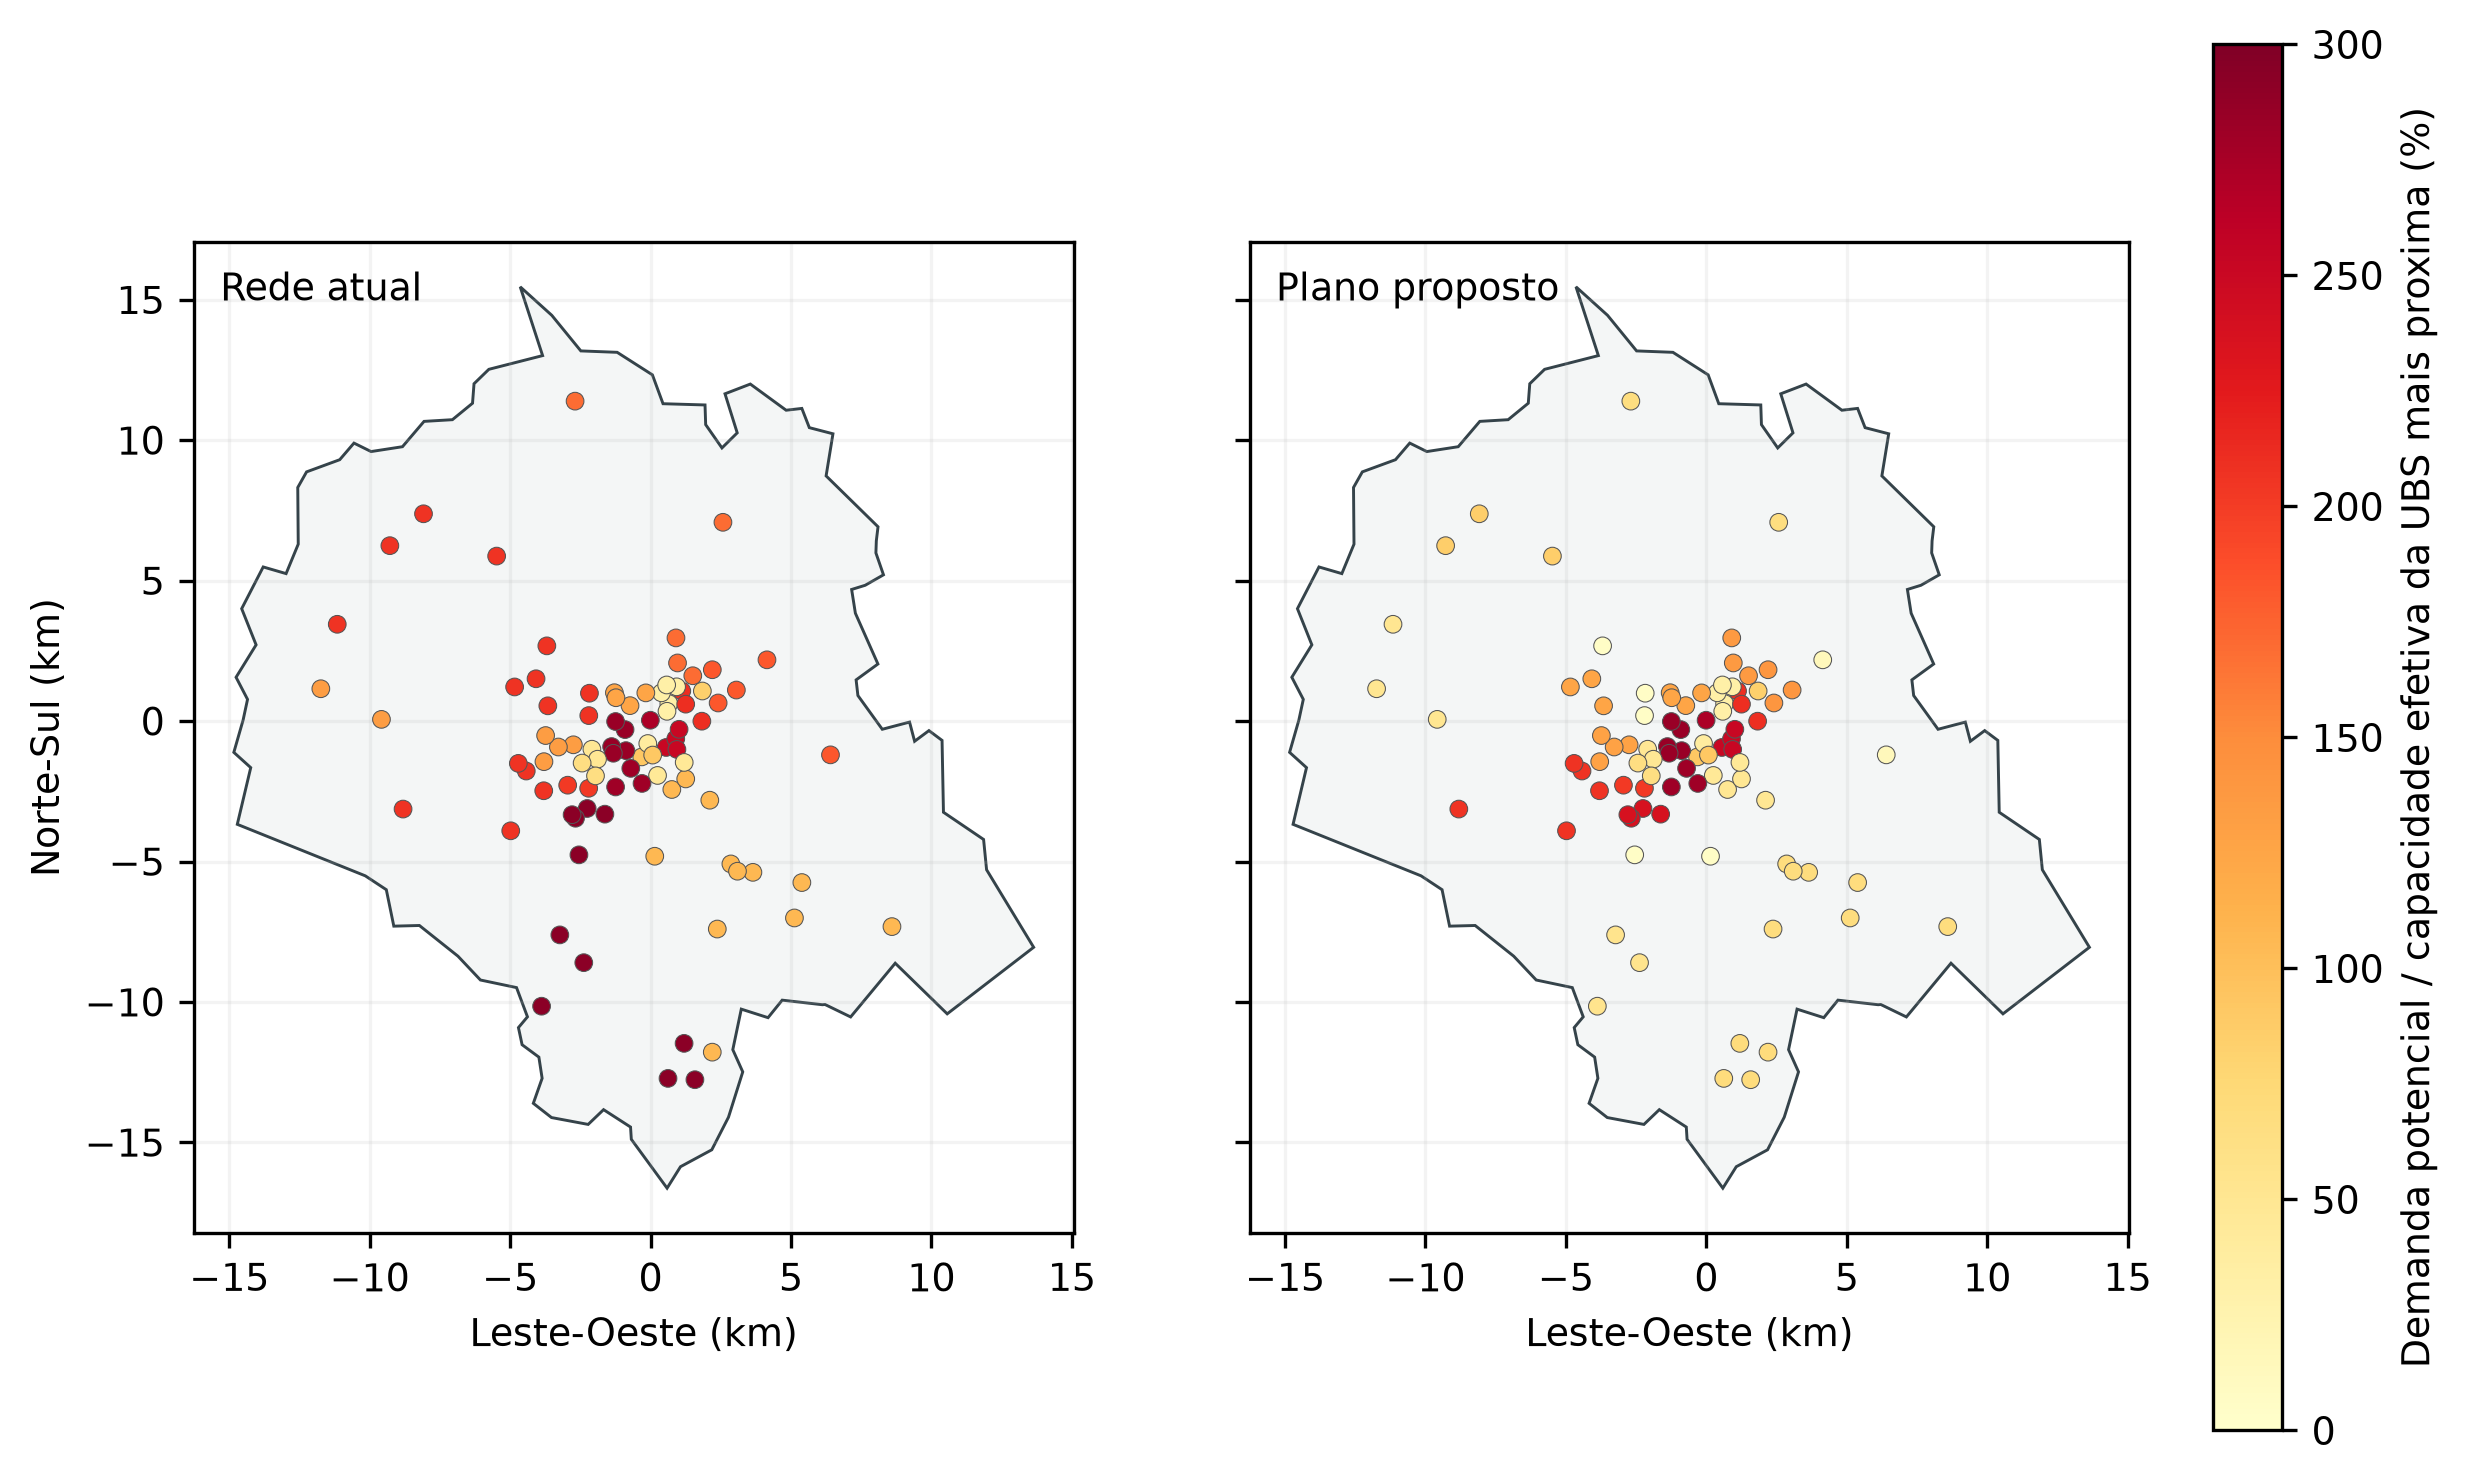 Rede atual
Plano proposto
15
10
5
0
−5
−10
−15
Norte-Sul (km)
−15 −10 −5 0 5 10 15
−15 −10 −5 0 5 10 15
Leste-Oeste (km)
Leste-Oeste (km)
300
250
200
150
100
50
0
Demanda potencial / capacidade efetiva da UBS mais proxima (%)